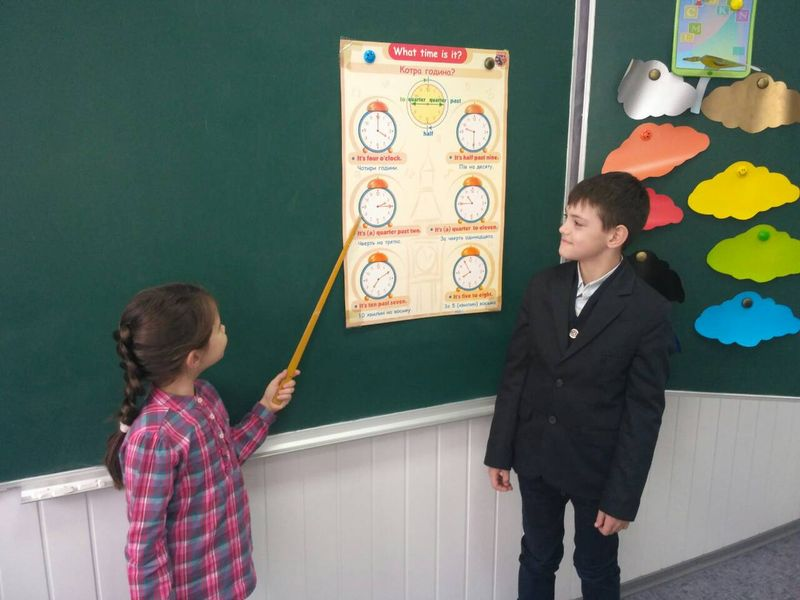 What time is it?
Котра година?
to quarter quarter past
half
It's four o'clock.
Чотири години.
It's half past nine.
Пів на десяту.
It's (a) quarter past two.
Чверть на третю.
It's (a) quarter to eleven.
За чверть одинадцята.
It's ten past seven.
10 хвилин на восьму
It's five to eight.
За 5 (хвилин) восьма.